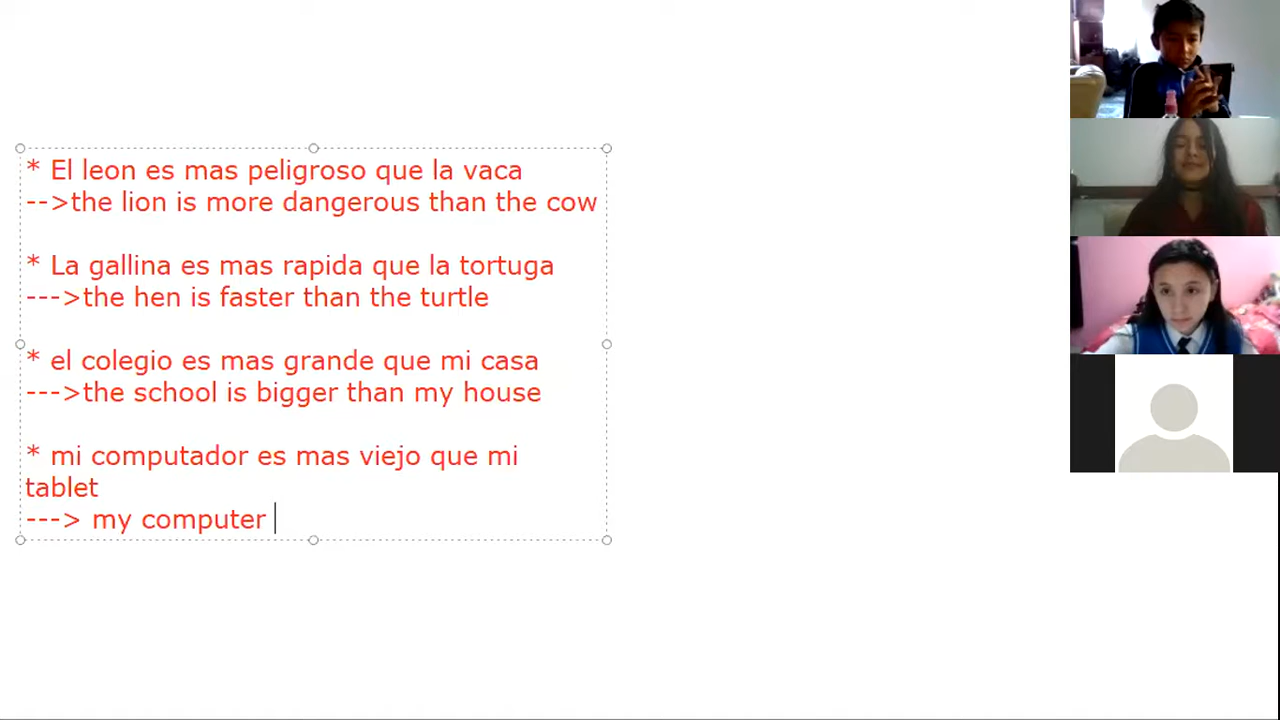 * El leon es mas peligroso que la vaca
-->the lion is more dangerous than the cow
* La gallina es mas rapida que la tortuga
--->the hen is faster than the turtle
* el colegio es mas grande que mi casa
--->the school is bigger than my house
* mi computador es mas viejo que mi
tablet
---> my computer